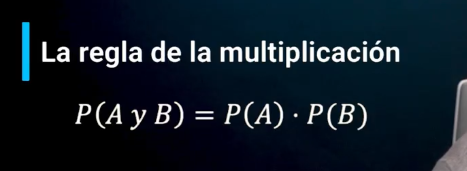 La regla de la multiplicación
P(A y B) = P(A) · P(B)